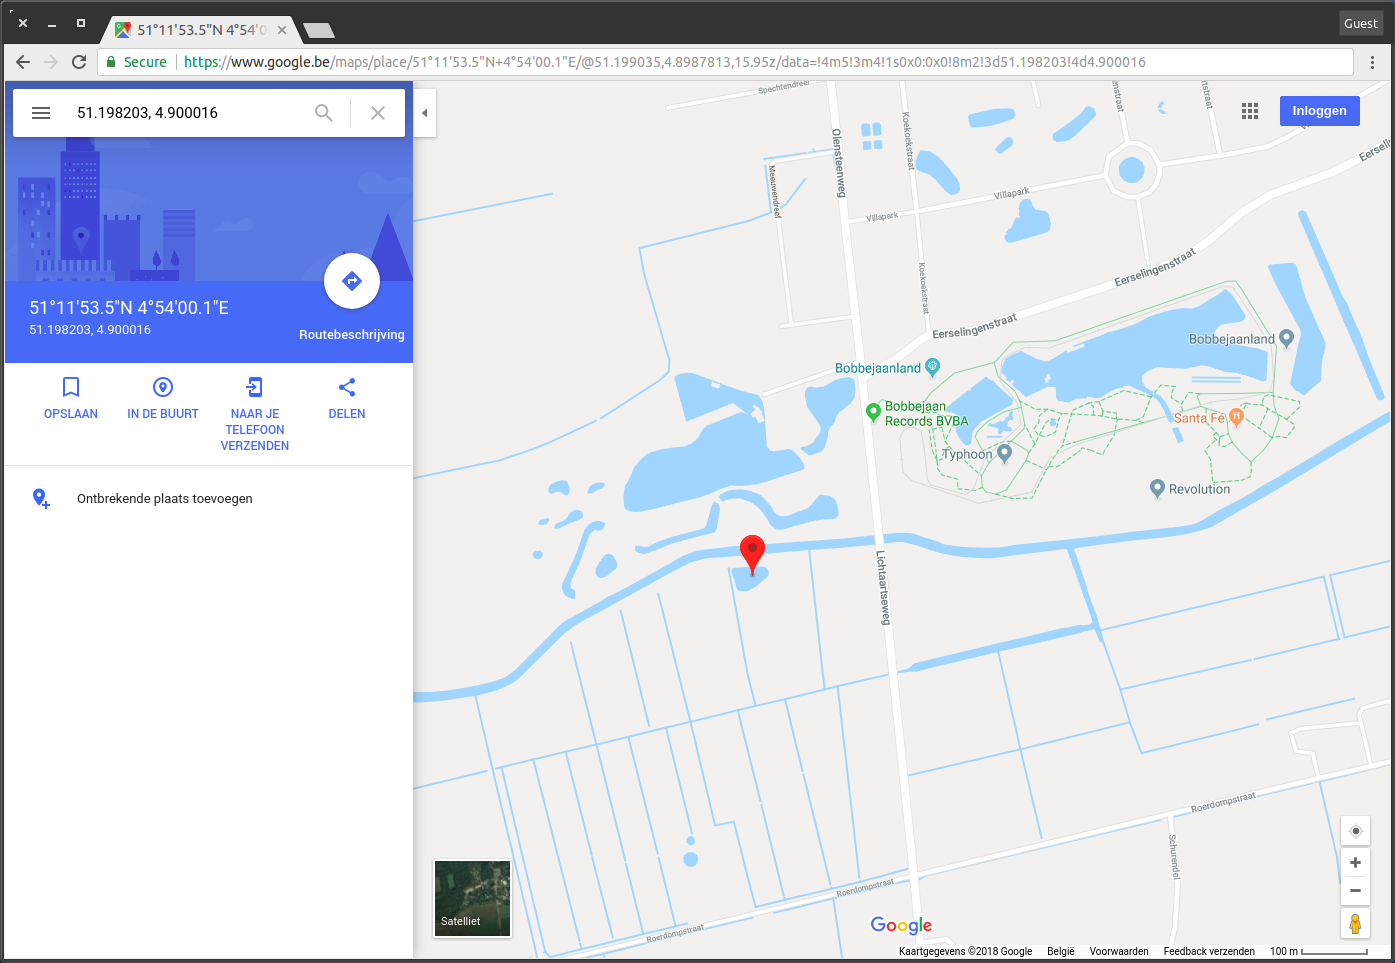 51°11'53.5"N 4°54'0
Guest
Secure
https://www.google.be/maps/place/51°11'53.5"N+4°54'00.1"E/@51.199035,4.8987813,15.95z/data=!4m5!3m4!1s0x0:0x0!8m2!3d51.198203!4d4.900016
51.198203, 4.900016
Inloggen
51°11'53.5"N 4°54'00.1"E
51.198203, 4.900016
Routebeschrijving
OPSLAAN
IN DE BUURT
NAAR JE
TELEFOON
VERZENDEN
DELEN
Ontbrekende plaats toevoegen
Spechtendreef
Olensteenweg
Koekoekstraat
Meeuwendreef
Villapark
Villapark
Koekoekstraat
Eerselingenstraat
Eerselingenstraat
Bobbejaanland
Bobbejaanland
Bobbejaan
Records BVBA
Santa Fé
Typhoon
Revolution
Lichtaartseweg
Roerdompstraat
Schurendel
Roerdompstraat
Roerdompstraat
Satelliet
Google
Kaartgegevens ©2018 Google
België
Voorwaarden
Feedback verzenden
100 m